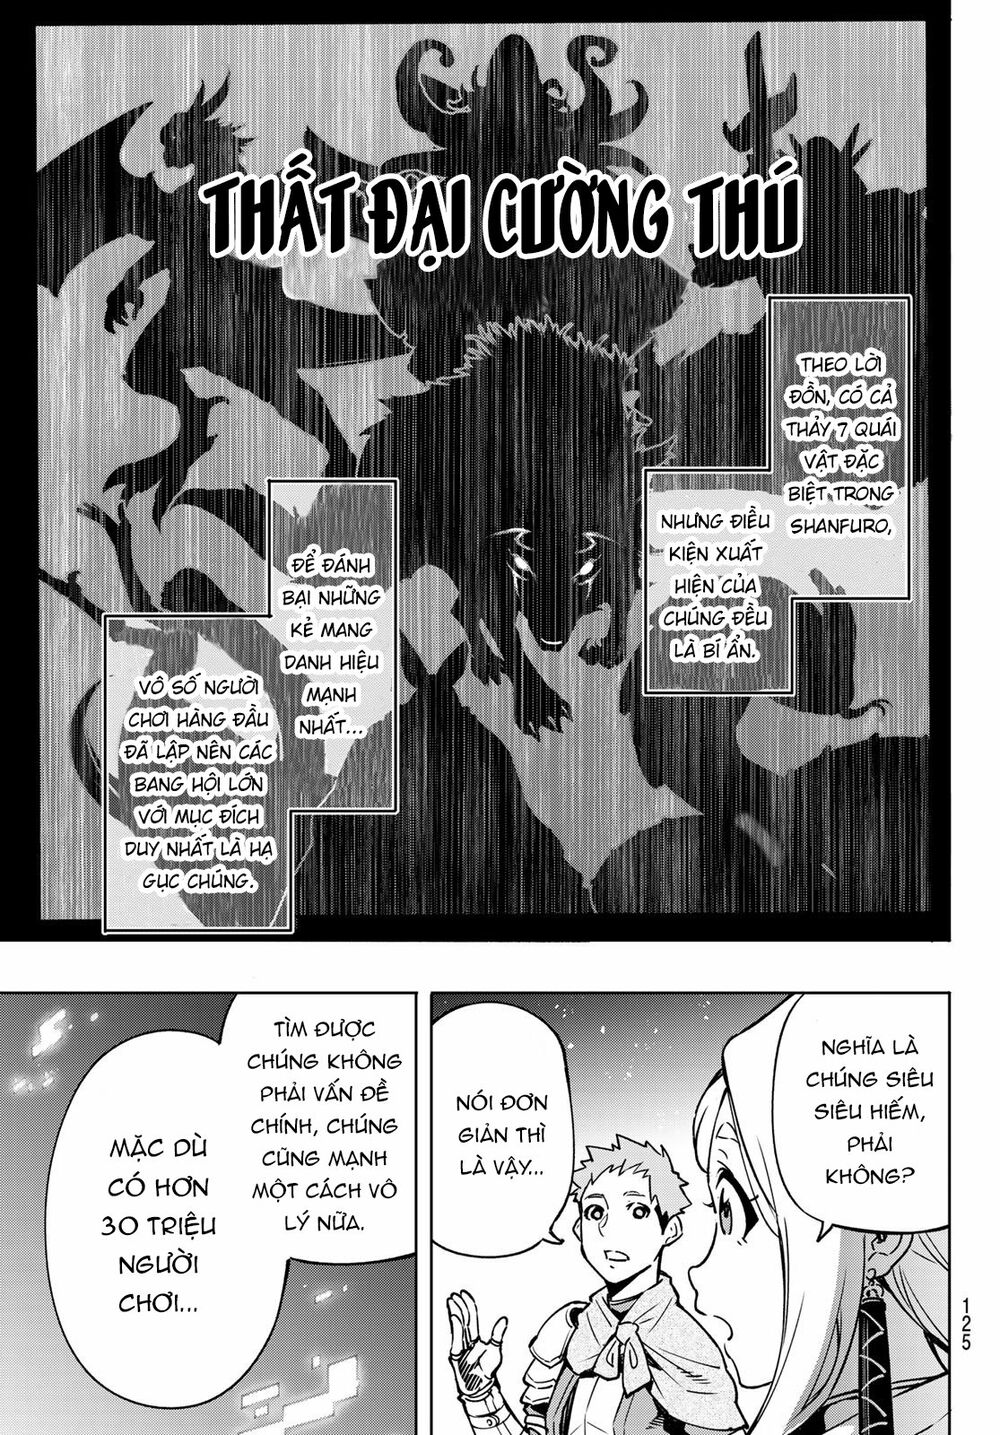 THẤT ĐẠI CƯỜNG THÚ
THEO LỜI
ĐỒN, CÓ CẢ
THẢY 7 QUÁI
VẬT ĐẶC
BIỆT TRONG
SHANFURO,
NHƯNG ĐIỀU
KIỆN XUẤT
HIỆN CỦA
CHÚNG ĐỀU
LÀ BÍ ẨN.
ĐỂ ĐÁNH
BẠI NHỮNG
KẺ MANG
DANH HIỆU
MẠNH
NHẤT...
VÔ SỐ NGƯỜI
CHƠI HÀNG ĐẦU
ĐÃ LẬP NÊN CÁC
BANG HỘI LỚN
VỚI MỤC ĐÍCH
DUY NHẤT LÀ HẠ
GỤC CHÚNG.
NGHĨA LÀ
CHÚNG SIÊU
SIÊU HIẾM,
PHẢI
KHÔNG?
NÓI ĐƠN
GIẢN THÌ
LÀ VẬY...
TÌM ĐƯỢC
CHÚNG KHÔNG
PHẢI VẤN ĐỀ
CHÍNH, CHÚNG
CŨNG MẠNH
MỘT CÁCH VÔ
LÝ NỮA.
MẶC DÙ
CÓ HƠN
30 TRIỆU
NGƯỜI
CHƠI...
125